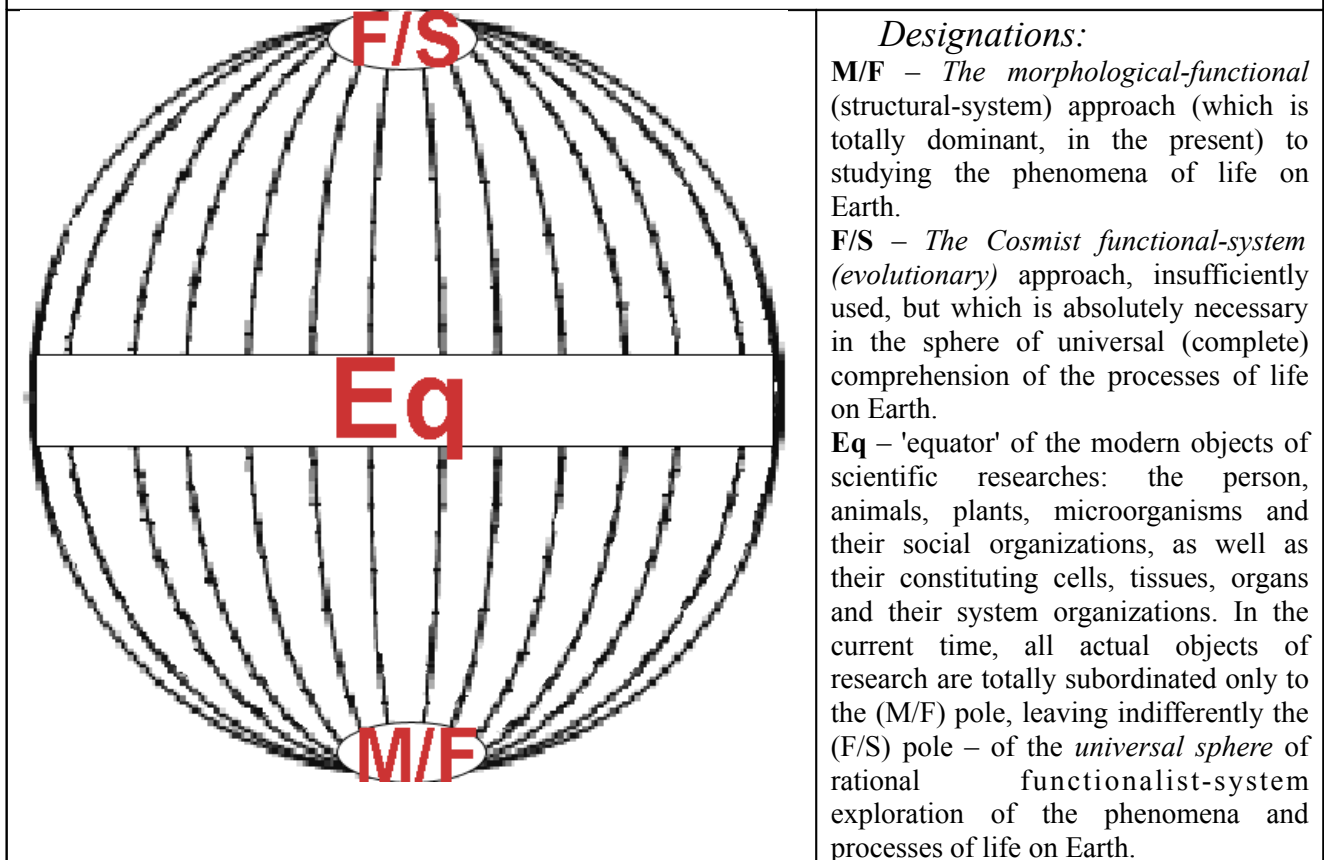 F/S
Eq
M/F
Designations:
M/F – The morphological-functional
(structural-system) approach (which is
totally dominant, in the present) to
studying the phenomena of life on
Earth.
F/S – The Cosmist functional-system
(evolutionary) approach, insufficiently
used, but which is absolutely necessary
in the sphere of universal (complete)
comprehension of the processes of life
on Earth.
Eq – 'equator' of the modern objects of
scientific researches: the person,
animals, plants, microorganisms and
their social organizations, as well as
their constituting cells, tissues, organs
and their system organizations. In the
current time, all actual objects of
research are totally subordinated only to
the (M/F) pole, leaving indifferently the
(F/S) pole – of the universal sphere of
rational functionalist-system
exploration of the phenomena and
processes of life on Earth.